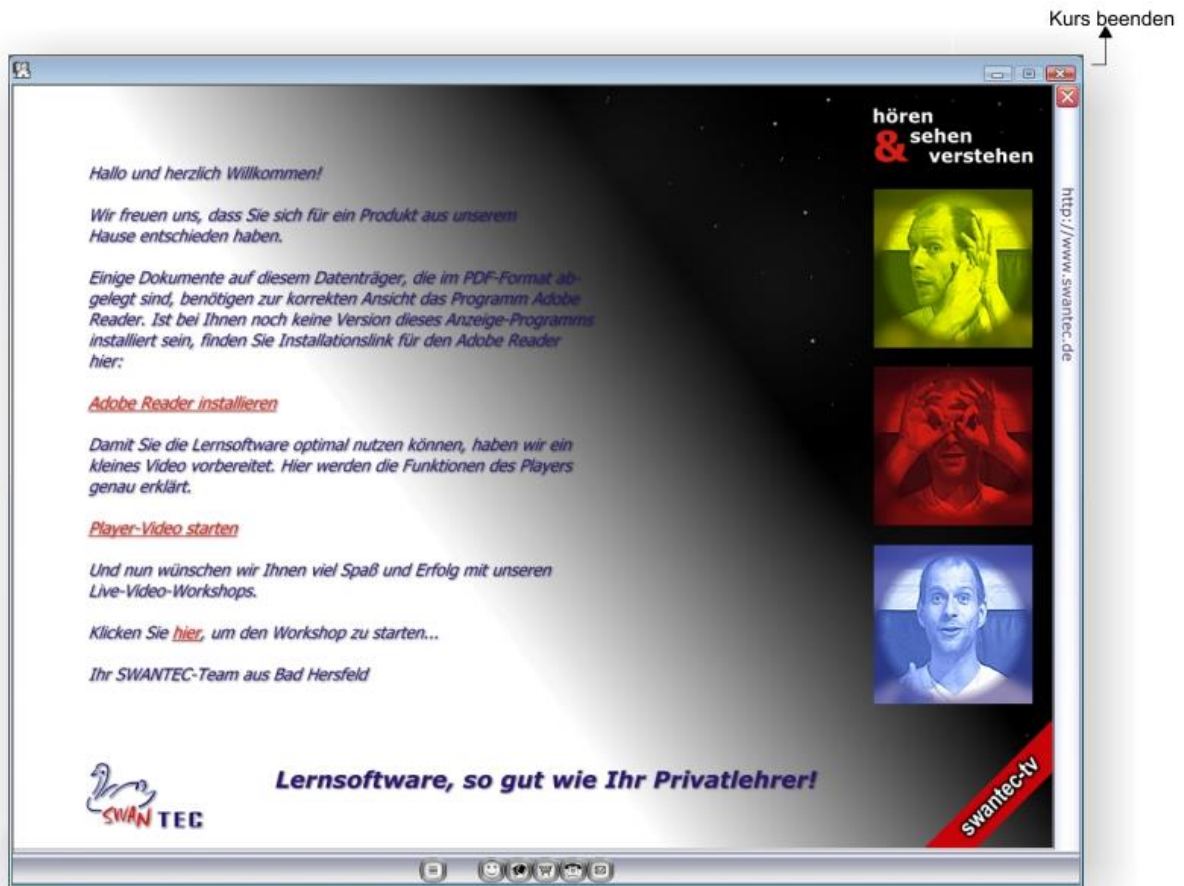 Kurs beenden
hören
& sehen
verstehen
http://www.swantec.de
Hallo und herzlich Willkommen!
Wir freuen uns, dass Sie sich für ein Produkt aus unserem
Hause entschieden haben.
Einige Dokumente auf diesem Datenträger, die im PDF-Format ab-
gelegt sind, benötigen zur korrekten Ansicht das Programm Adobe
Reader. Ist bei Ihnen noch keine Version dieses Anzeige-Programms
installiert sein, finden Sie Installationslink für den Adobe Reader
hier:
Adobe Reader installieren
Damit Sie die Lernsoftware optimal nutzen können, haben wir ein
kleines Video vorbereitet. Hier werden die Funktionen des Players
genau erklärt.
Player-Video starten
Und nun wünschen wir Ihnen viel Spaß und Erfolg mit unseren
Live-Video-Workshops.
Klicken Sie hier, um den Workshop zu starten...
Ihr SWANTEC-Team aus Bad Hersfeld
SWAN TEC
Lernsoftware, so gut wie Ihr Privatlehrer!
swantec-tv